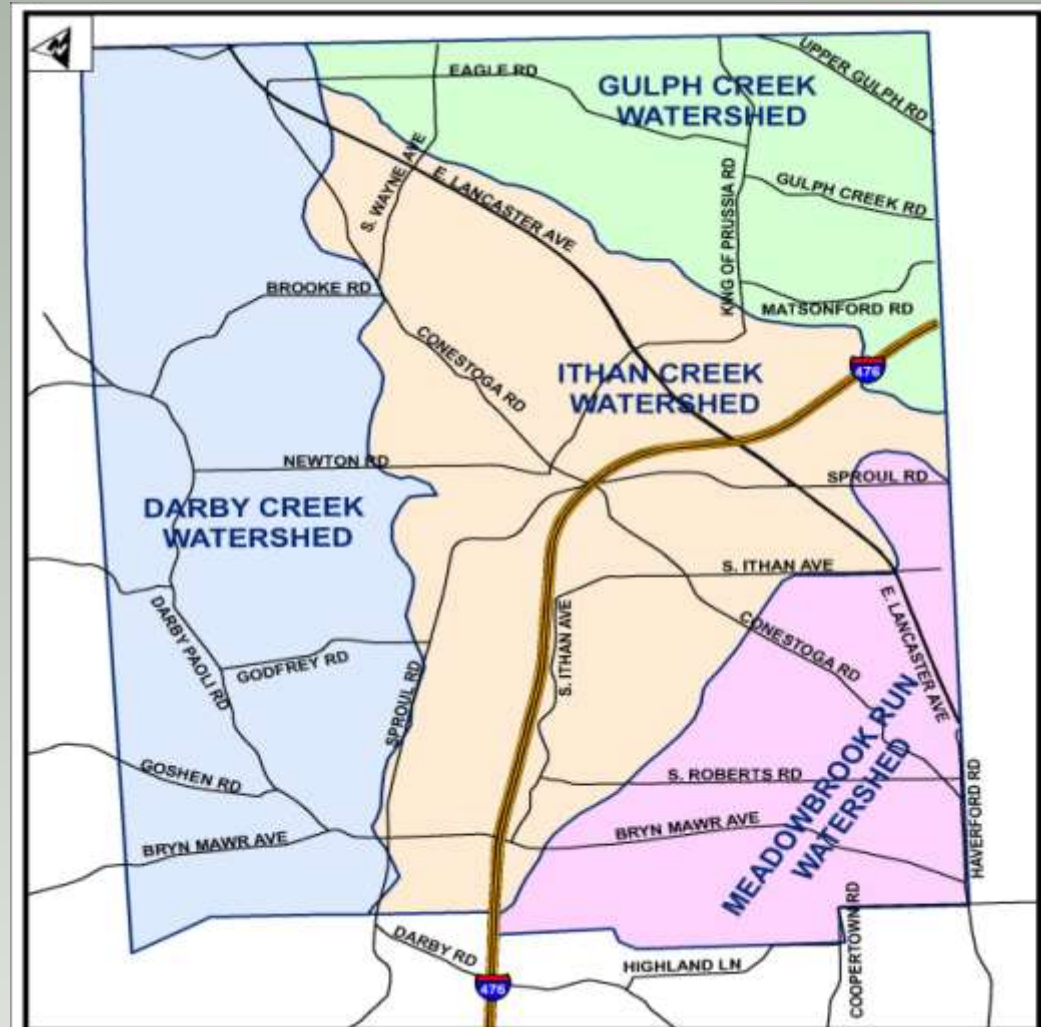 UPPER GULPH RD
EAGLE RD
GULPH CREEK
WATERSHED
S. WAYNE AVE
E. LANCASTER AVE
KING OF PRUSSIA RD
GULPH CREEK RD
BROOKE RD
MATSONFORD RD
CONESTOGA RD
ITHAN CREEK
WATERSHED
476
NEWTON RD
SPROUL RD
DARBY CREEK
WATERSHED
S. ITHAN AVE
DARBY PAOLI RD
S. ITHAN AVE
E. LANCASTER AVE
CONESTOGA RD
GODFREY RD
SPROUL RD
MEADOWBROOK RUN
WATERSHED
GOSHEN RD
S. ROBERTS RD
HAVERFORD RD
BRYN MAWR AVE
BRYN MAWR AVE
COOPERTOWN RD
DARBY RD
HIGHLAND LN
476